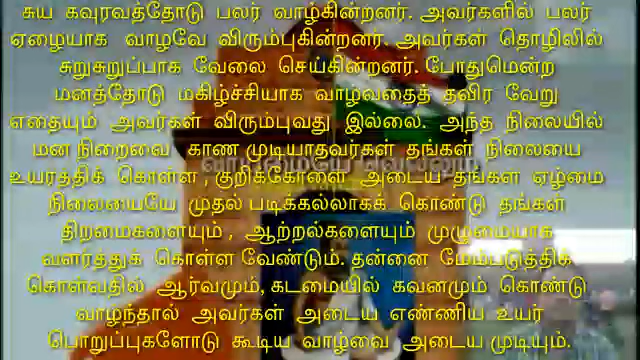 சுய கவுரவத்தோடு பலர் வாழ்கின்றனர். அவர்களில் பலர்
ஏழையாக வாழவே விரும்புகின்றனர். அவர்கள் தொழிலில்
சுறுசுறுப்பாக வேலை செய்கின்றனர். போதுமென்ற
மனத்தோடு மகிழ்ச்சியாக வாழ்வதைத் தவிர வேறு
எதையும் அவர்கள் விரும்புவது இல்லை. அந்த நிலையில்
மன நிறைவை காண முடியாதவர்கள் தங்கள் நிலையை
உயரத்திக் கொள்ள , குறிக்கோளை அடைய தங்கள் ஏழ்மை
நிலையையே முதல் படிக்கல்லாகக் கொண்டு தங்கள்
திறமைகளையும் , ஆற்றல்களையும் முழுமையாக
வளர்த்துக் கொள்ள வேண்டும். தன்னை மேம்படுத்திக்
கொள்வதில் ஆர்வமும், கடமையில் கவனமும் கொண்டு
வாழந்தால் அவர்கள் அடைய எண்ணிய உயர்
பொறுப்புகளோடு கூடிய வாழ்வை அடைய முடியும்.